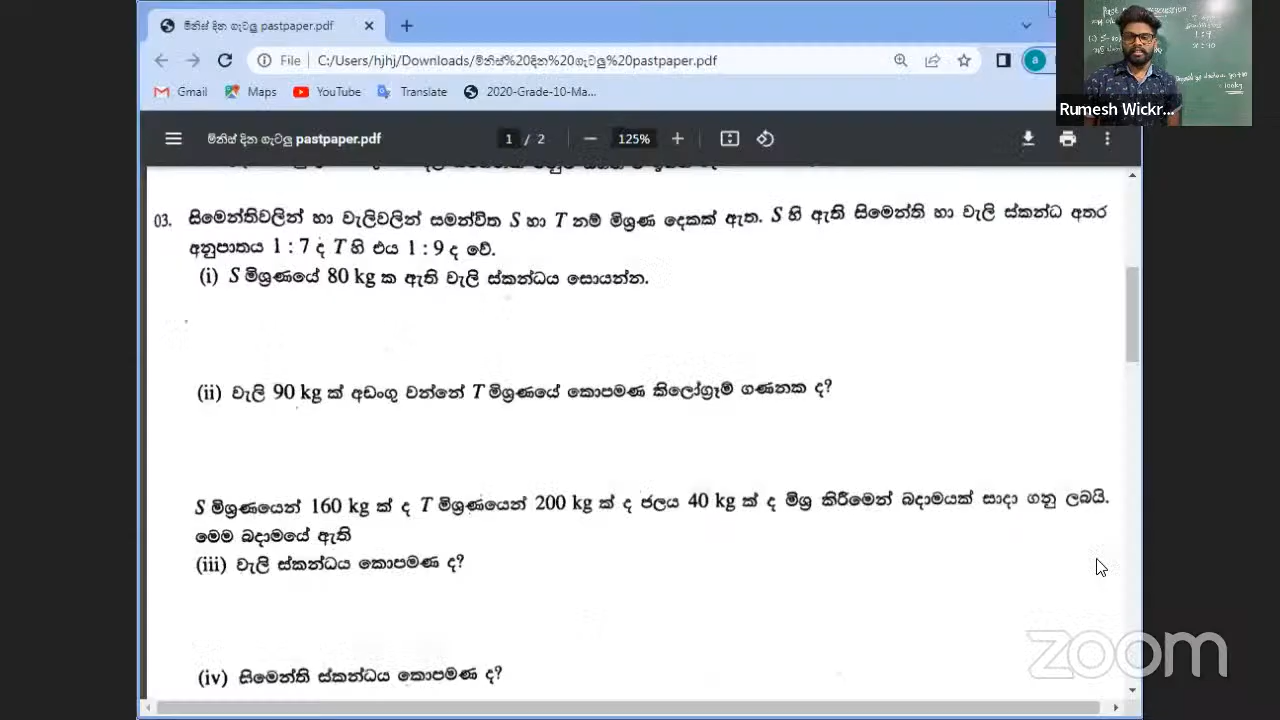 මිනිස් දින ගැටලු pastpaper.pdf
File
C:/Users/hjhj/Downloads/මිනිස්%20දින%20ගැටලු%20pastpaper.pdf
a
Gmail
Maps
YouTube
Translate
2020-Grade-10-Ma...
Rumesh Wickr...
මිනිස් දින ගැටලු pastpaper.pdf
1 / 2
125%
03. සිමෙන්තිවලින් හා වැලිවලින් සමන්විත S හා T නම් මිශ්‍රණ දෙකක් ඇත. S හි ඇති සිමෙන්ති හා වැලි ස්කන්ධ අතර
අනුපාතය 1 : 7 ද T හි එය 1 : 9 ද වේ.
(i) S මිශ්‍රණයේ 80 kg ක ඇති වැලි ස්කන්ධය සොයන්න.
(ii) වැලි 90 kg ක් අඩංගු වන්නේ T මිශ්‍රණයේ කොපමණ කිලෝග්‍රෑම් ගණනක ද?
S මිශ්‍රණයෙන් 160 kg ක් ද T මිශ්‍රණයෙන් 200 kg ක් ද ජලය 40 kg ක් ද මිශ්‍ර කිරීමෙන් බදාමයක් සාදා ගනු ලබයි.
මෙම බදාමයේ ඇති
(iii) වැලි ස්කන්ධය කොපමණ ද?
(iv) සිමෙන්ති ස්කන්ධය කොපමණ ද?
zoom